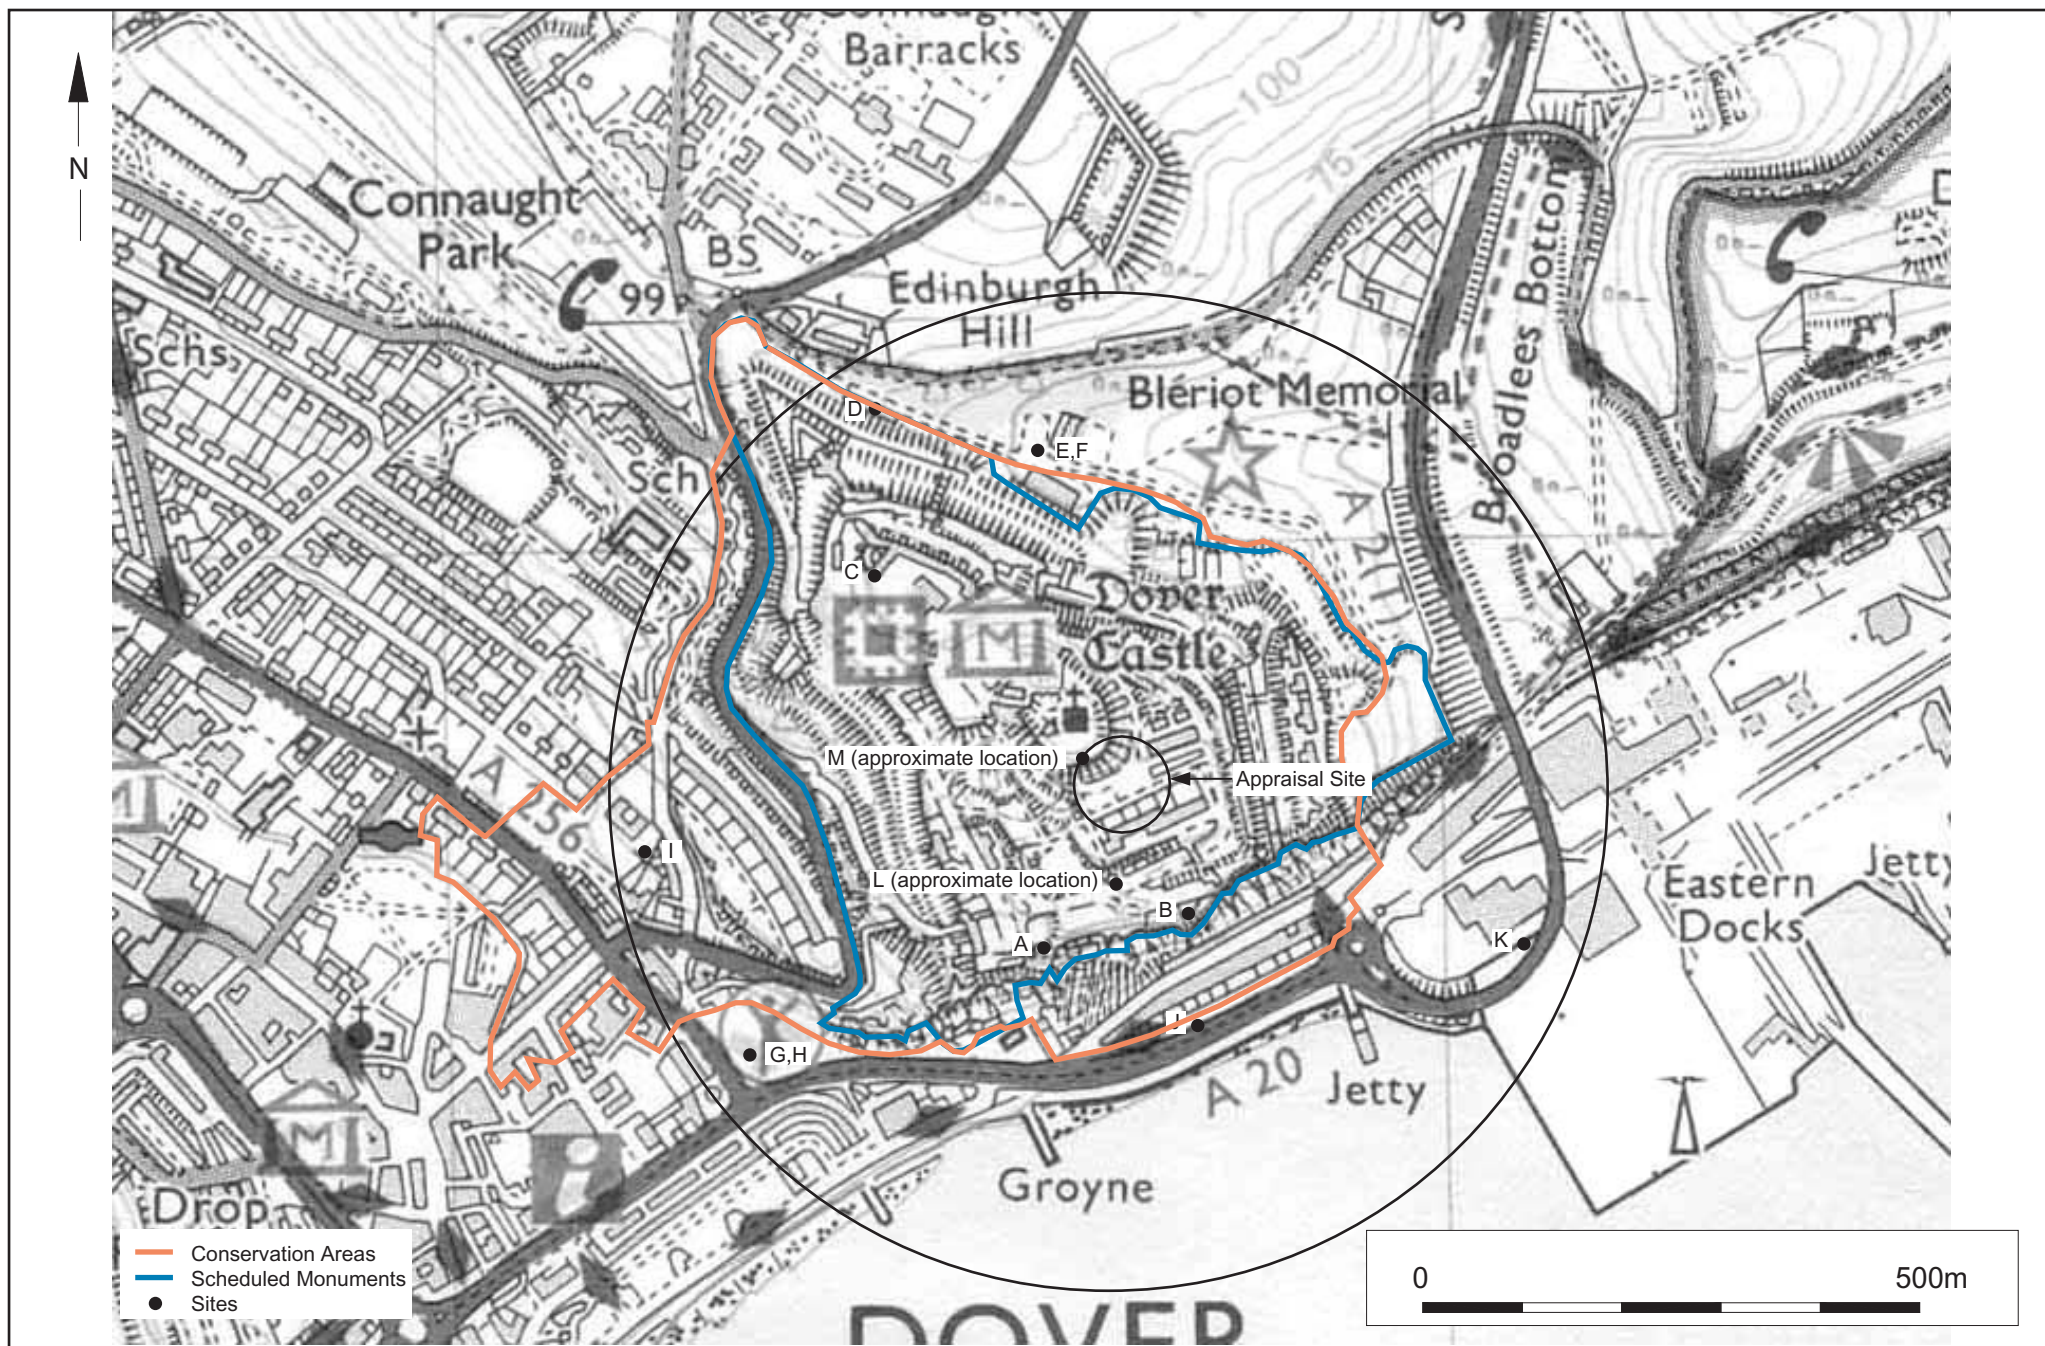 N
Barracks
100
75
Connaught
Park
BS
99
Edinburgh
Hill
Schs
Sch
Blériot Memorial
Broadlees Bottom
D
E,F
A 2(T)
C
M
Dover
Castle
A 256
M (approximate location)
Appraisal Site
I
L (approximate location)
B
A
K
J
G,H
Eastern
Docks
Jetty
Jetty
A 20
Groyne
M
M
i
Drop
DOVER
Conservation Areas
Scheduled Monuments
Sites
0 500m